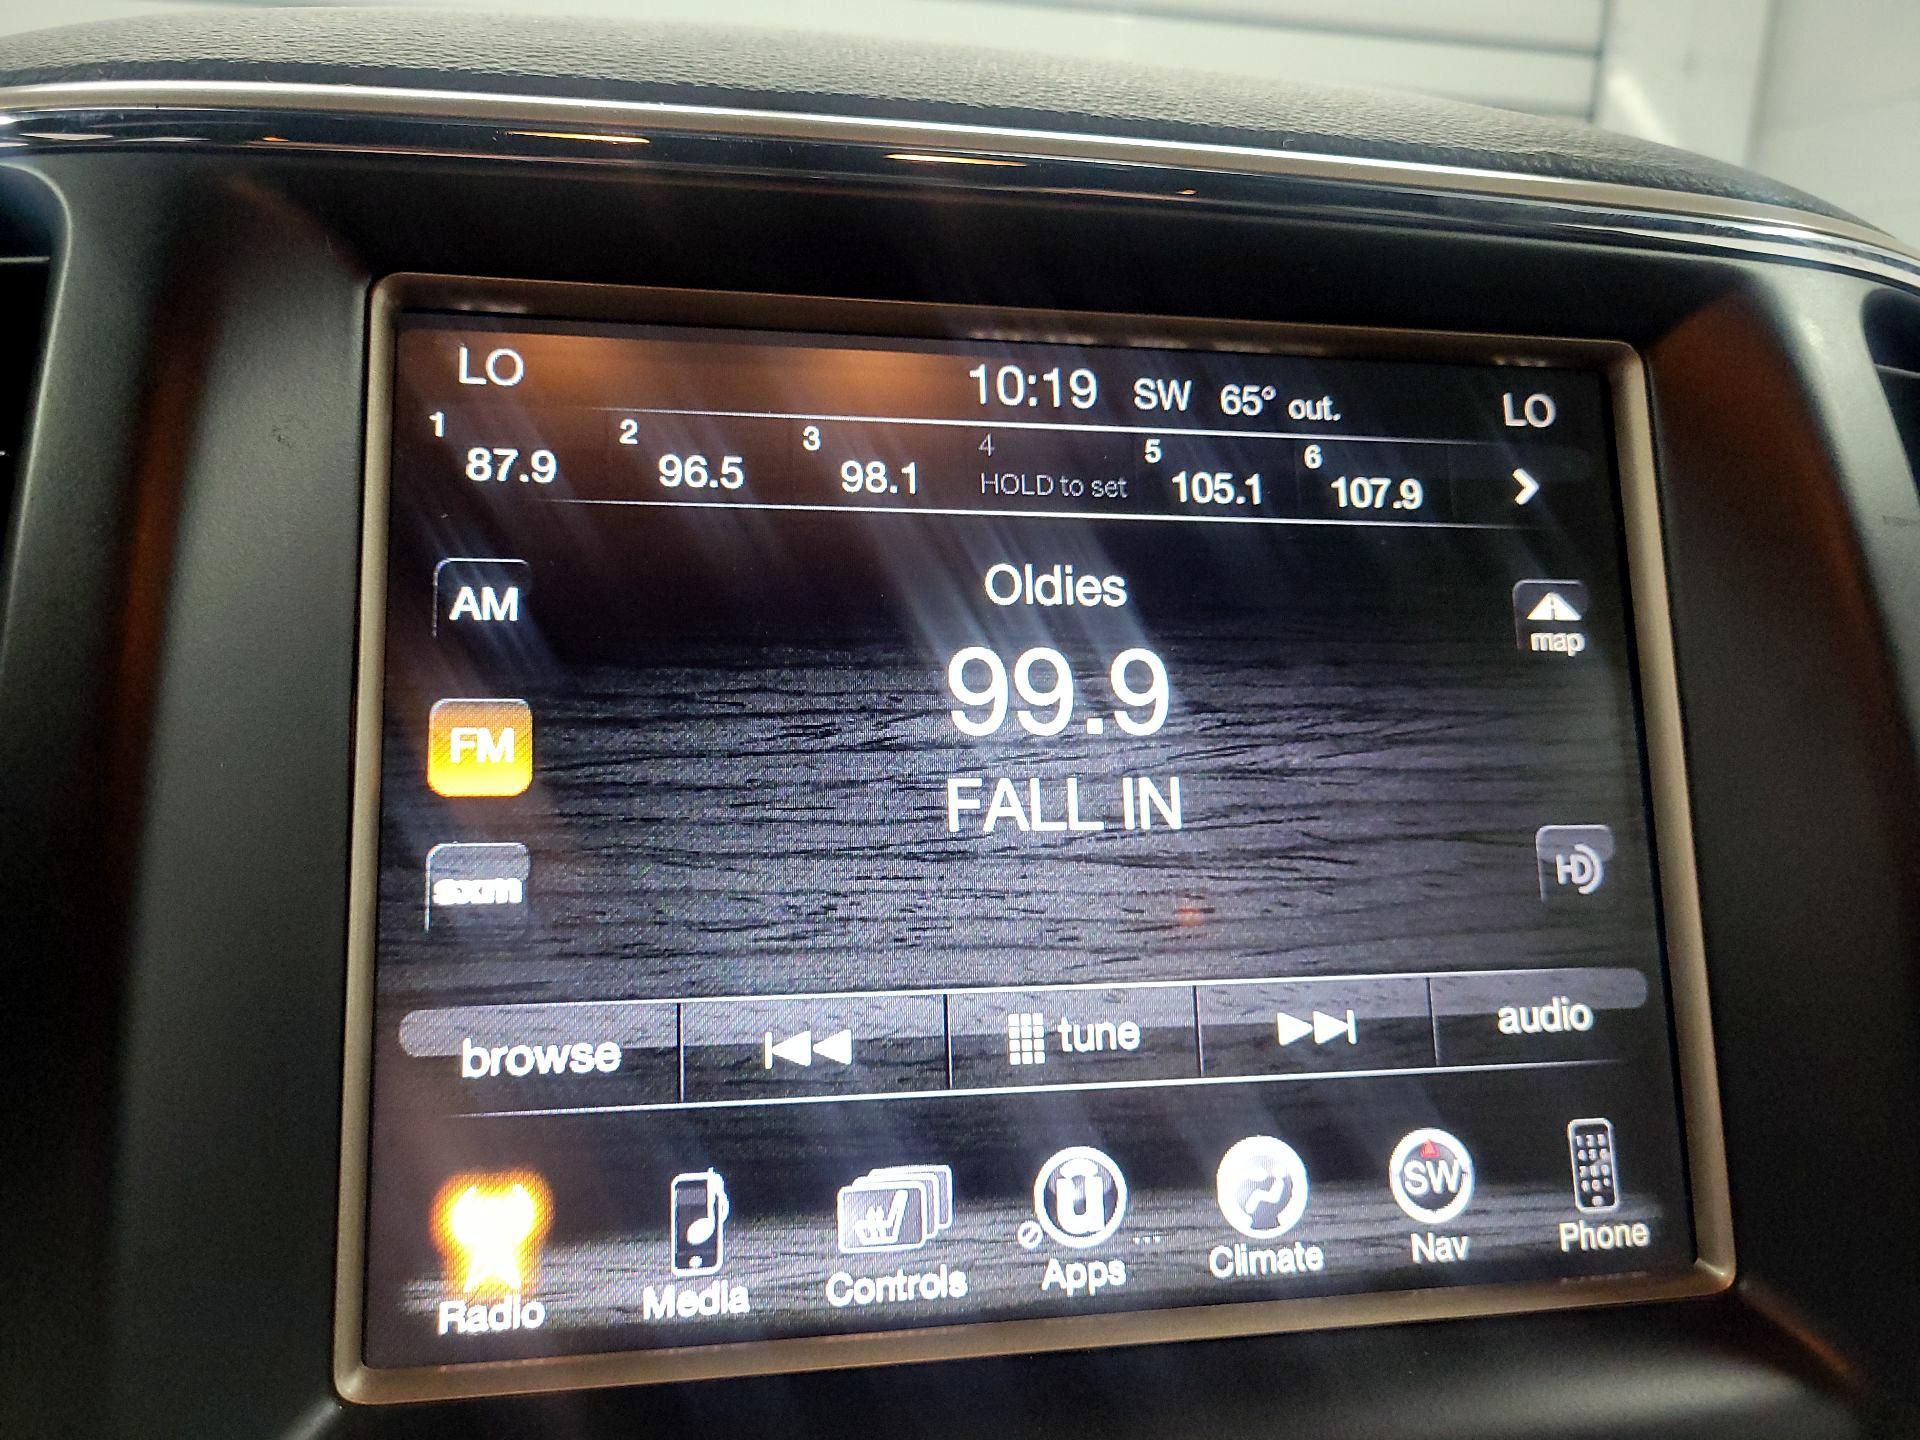 LO 10:19 SW 65° out. LO
1 87.9 2 96.5 3 98.1 4 HOLD to set 5 105.1 6 107.9
AM
Oldies
map
99.9
FM
FALL IN
sxm
HD
browse tune audio
SW
Radio Media Controls Apps Climate Nav Phone